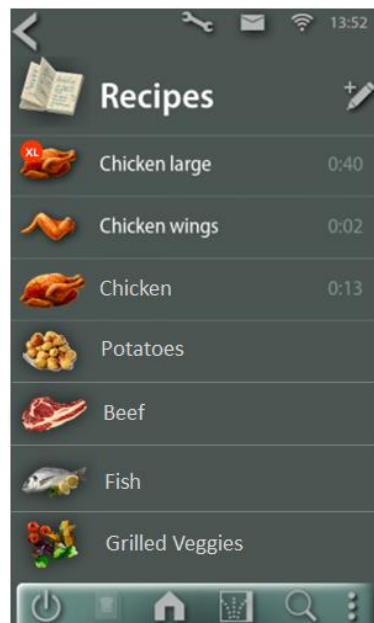 13:52
Recipes
XL
Chicken large 0:40
Chicken wings 0:02
Chicken 0:13
Potatoes
Beef
Fish
Grilled Veggies